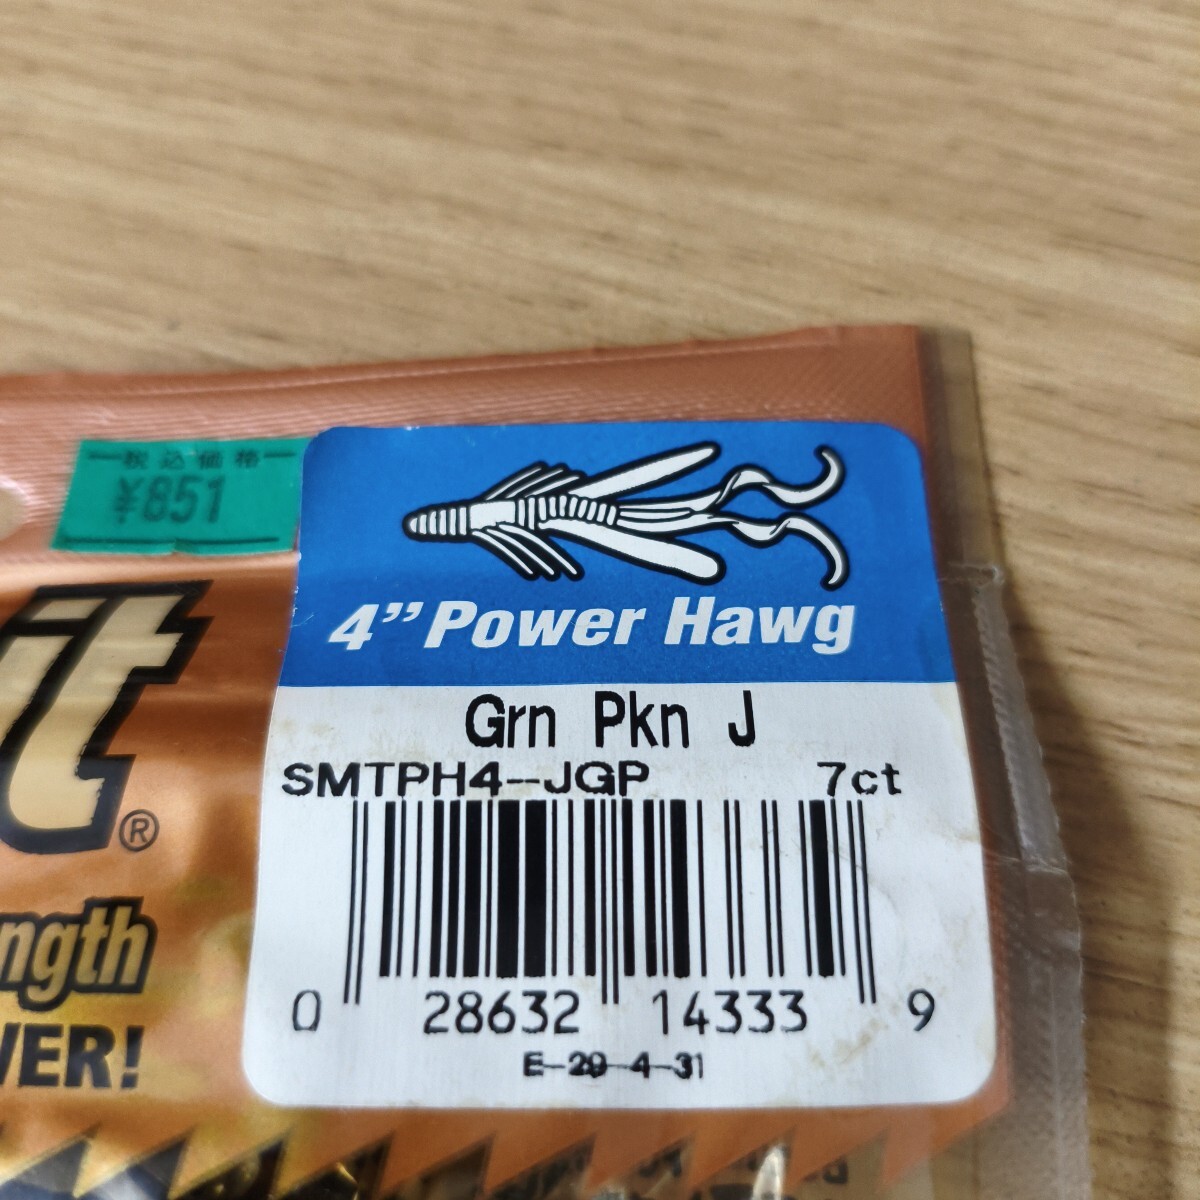 税込価格
¥851
it®
ngth
VER!
4” Power Hawg
Grn Pkn J
SMTPH4-JGP 7ct
0 28632 14333 9
E-29-4-31